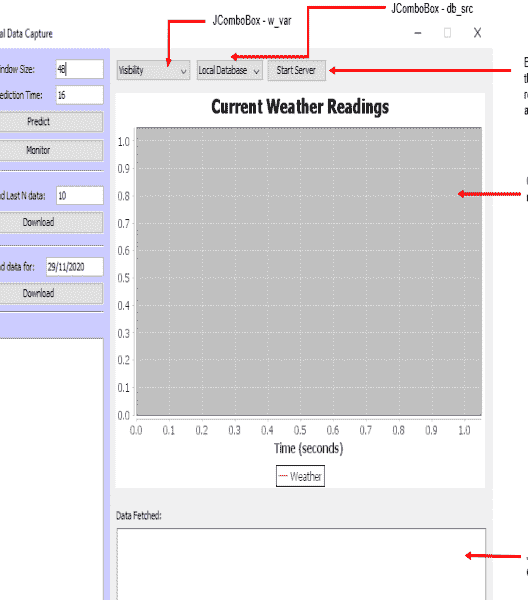 JComboBox - db_src
JComboBox - w_var
al Data Capture
ndow Size: 48
ediction Time: 16
Predict
Monitor
d Last N data: 10
Download
d data for: 29/11/2020
Download
Visibility
Local Database
Start Server
Current Weather Readings
1.0
0.9
0.8
0.7
0.6
0.5
0.4
0.3
0.2
0.1
0.0
0.0 0.1 0.2 0.3 0.4 0.5 0.6 0.7 0.8 0.9 1.0
Time (seconds)
Weather
Data Fetched: